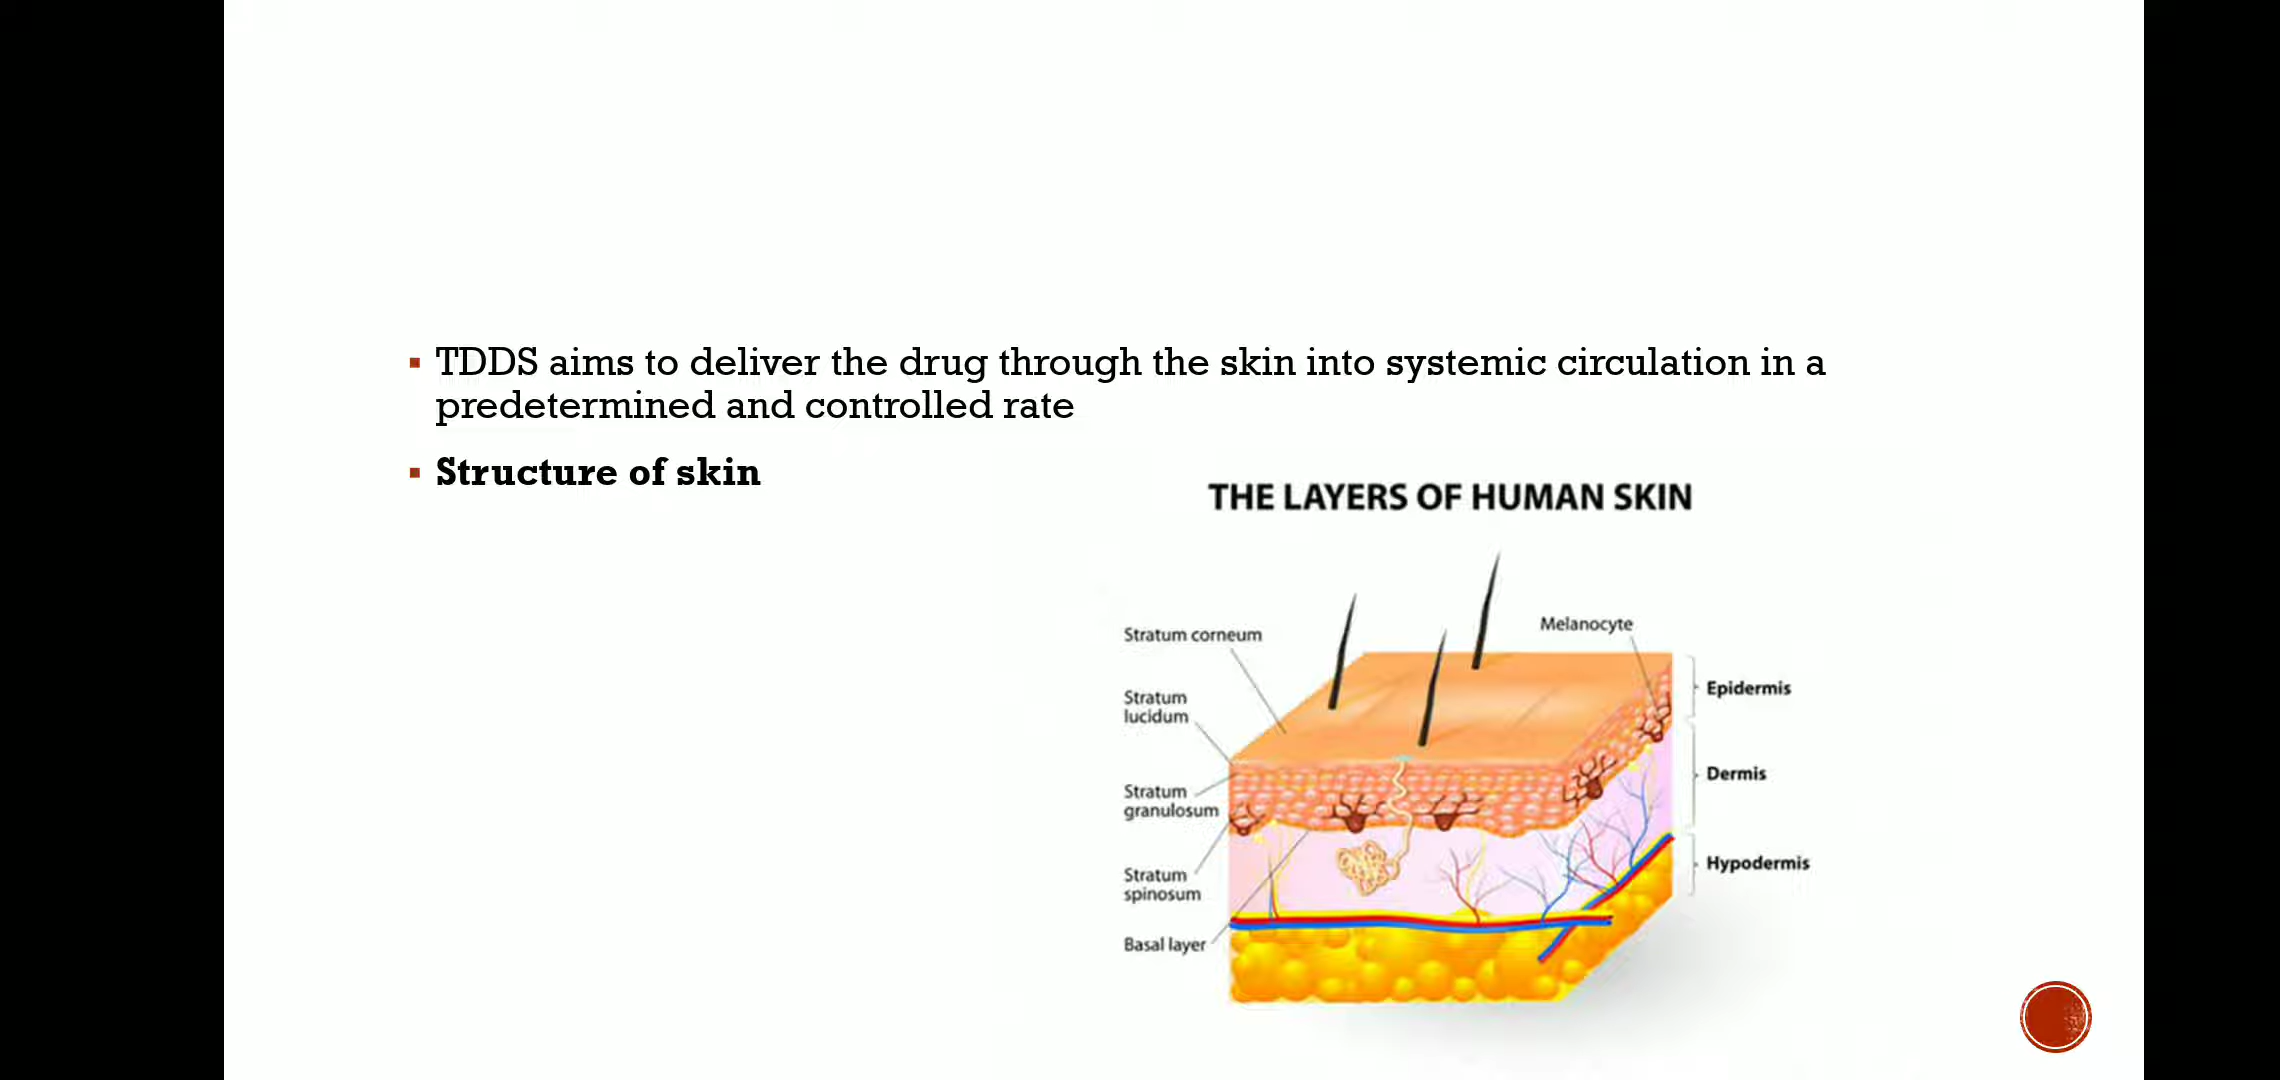 ▪ TDDS aims to deliver the drug through the skin into systemic circulation in a
predetermined and controlled rate
▪ Structure of skin
THE LAYERS OF HUMAN SKIN
Stratum corneum
Stratum
lucidum
Stratum
granulosum
Stratum
spinosum
Basal layer
Melanocyte
Epidermis
Dermis
Hypodermis